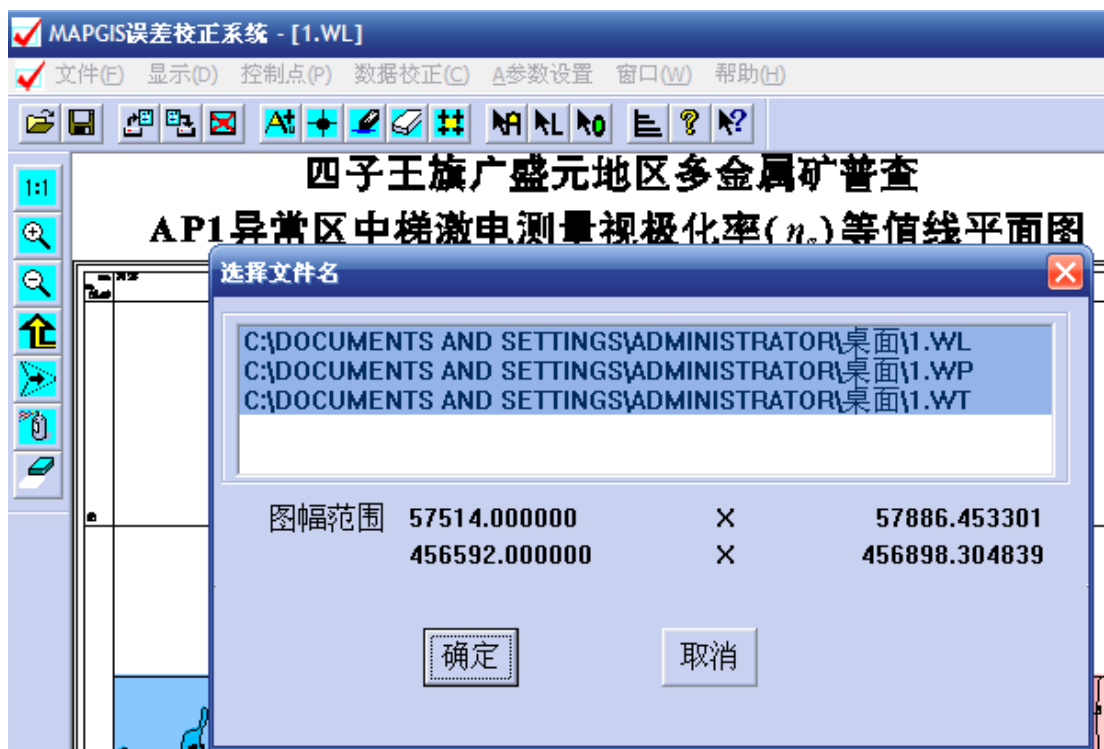 MAPGIS误差校正系统 - [1.WL]
文件(F) 显示(D) 控制点(P) 数据校正(C) A参数设置 窗口(W) 帮助(H)
1:1
四子王旗广盛元地区多金属矿普查
AP1异常区中梯激电测量视极化率(ηs)等值线平面图
选择文件名
C:\DOCUMENTS AND SETTINGS\ADMINISTRATOR\桌面\1.WL
C:\DOCUMENTS AND SETTINGS\ADMINISTRATOR\桌面\1.WP
C:\DOCUMENTS AND SETTINGS\ADMINISTRATOR\桌面\1.WT
图幅范围 57514.000000 X 57886.453301
456592.000000 X 456898.304839
确定 取消